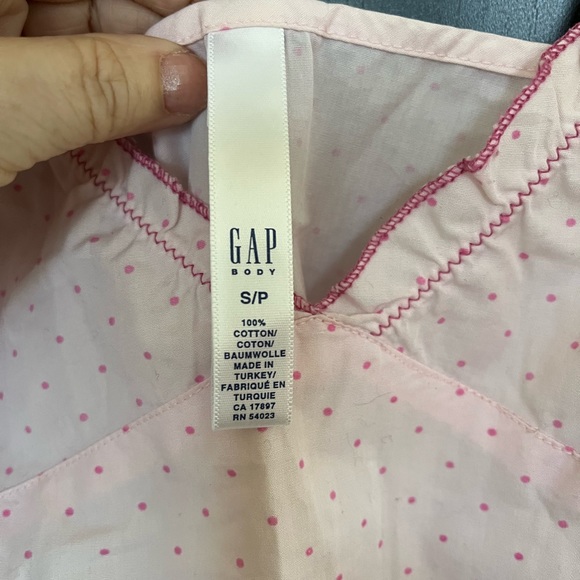 GAP
BODY
S/P
100%
COTTON/
COTON/
BAUMWOLLE
MADE IN
TURKEY/
FABRIQUÉ EN
TURQUIE
CA 17897
RN 54023